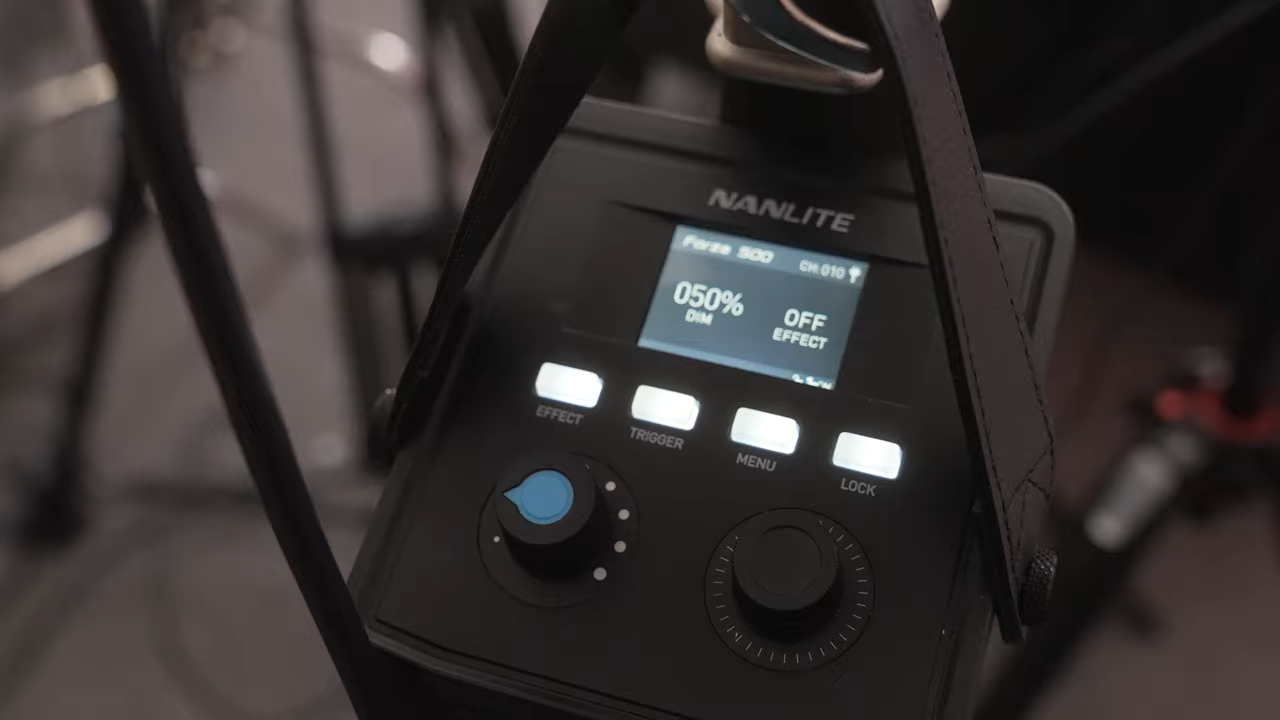 NANLITE
Forza 500 CH:010
050% OFF
DIM EFFECT
EFFECT TRIGGER MENU LOCK